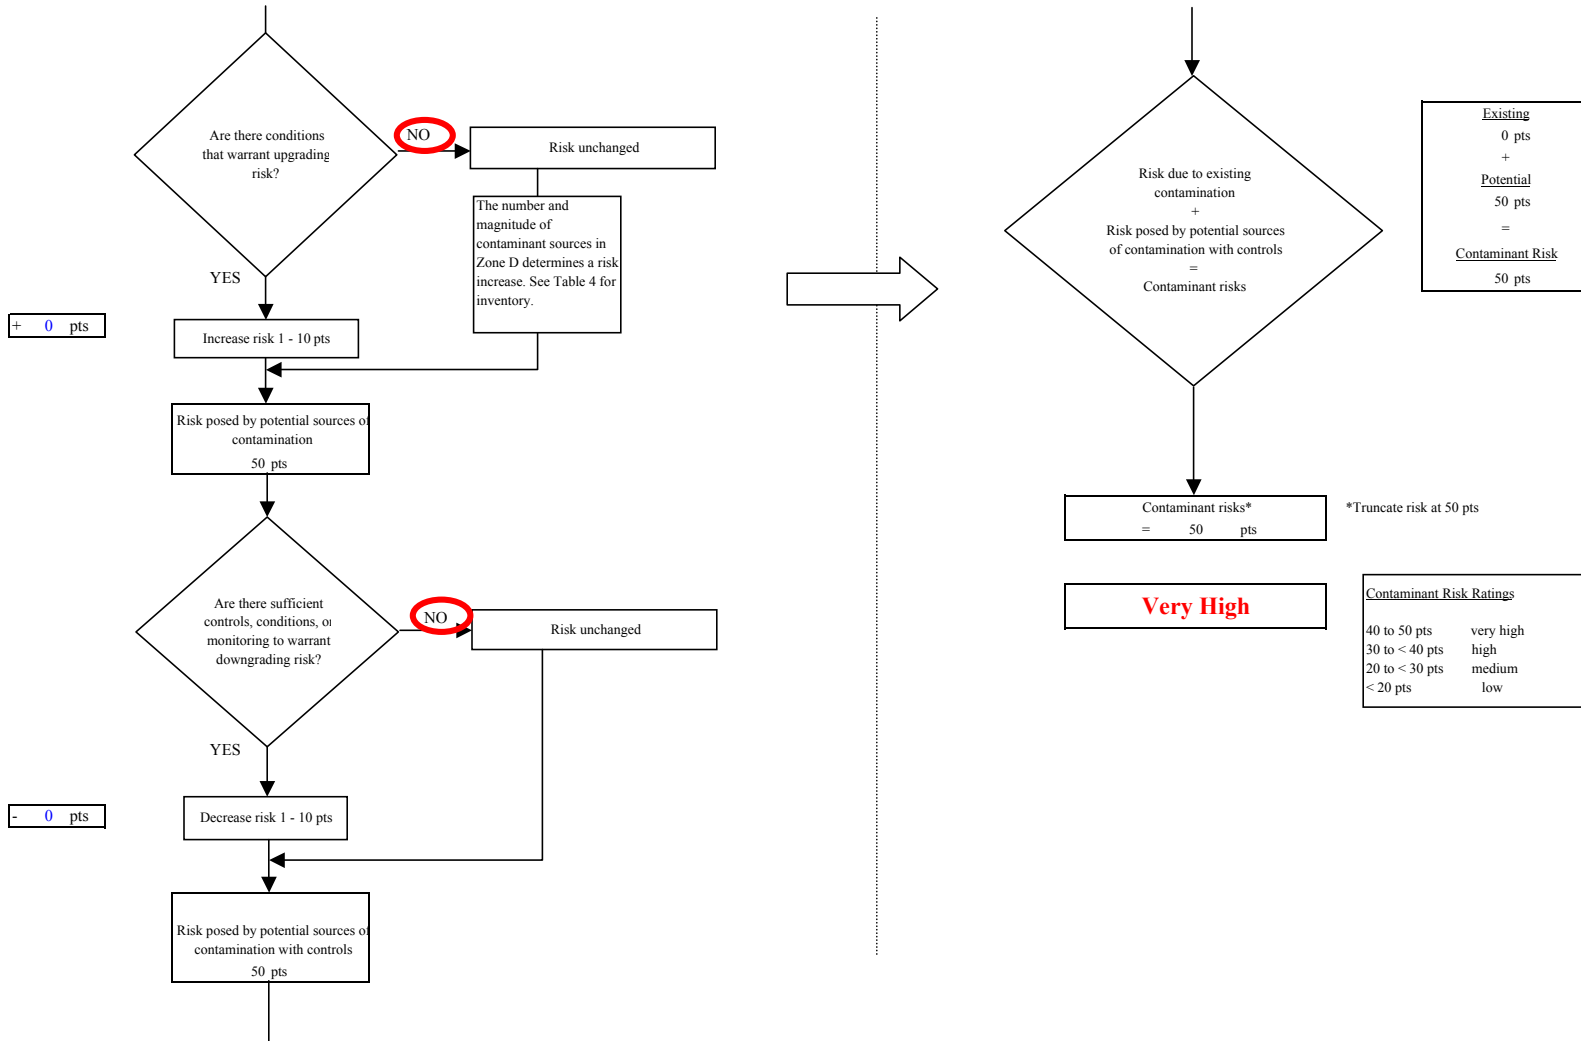 Are there conditions
that warrant upgrading
risk?
NO
Risk unchanged
The number and
magnitude of
contaminant sources in
Zone D determines a risk
increase. See Table 4 for
inventory.
YES
+ 0 pts
Increase risk 1 - 10 pts
Risk posed by potential sources of
contamination
50 pts
Are there sufficient
controls, conditions, or
monitoring to warrant
downgrading risk?
NO
Risk unchanged
YES
- 0 pts
Decrease risk 1 - 10 pts
Risk posed by potential sources of
contamination with controls
50 pts
Risk due to existing
contamination
+
Risk posed by potential sources
of contamination with controls
=
Contaminant risks
Existing
0 pts
+
Potential
50 pts
=
Contaminant Risk
50 pts
Contaminant risks*
= 50 pts
*Truncate risk at 50 pts
Very High
Contaminant Risk Ratings
40 to 50 pts very high
30 to < 40 pts high
20 to < 30 pts medium
< 20 pts low